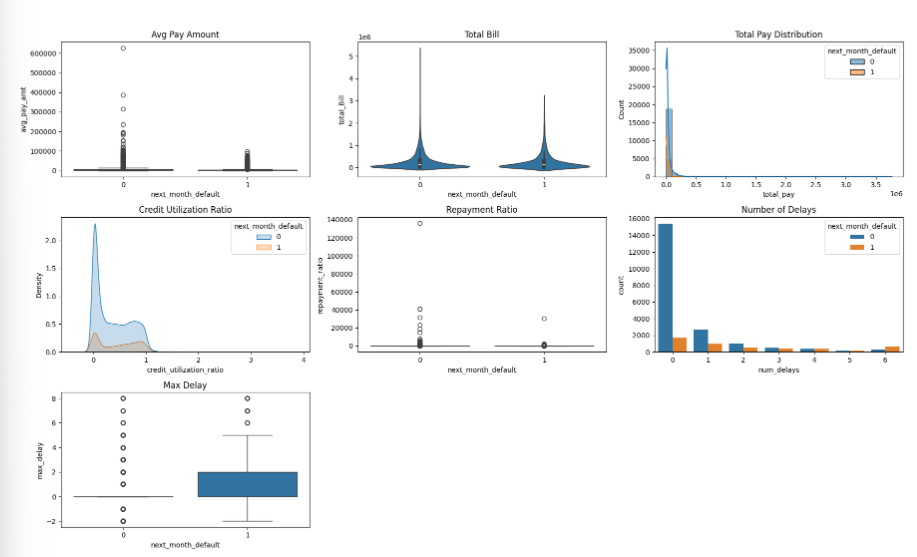 Avg Pay Amount
600000
500000
400000
300000
200000
100000
0
avg_pay_amt
0 1
next_month_default
Total Bill
1e6
5
4
3
2
1
0
total_Bill
0 1
next_month_default
Total Pay Distribution
35000
30000
25000
20000
15000
10000
5000
0
Count
next_month_default
0
1
0.0 0.5 1.0 1.5 2.0 2.5 3.0 3.5
1e6
total_pay
Credit Utilization Ratio
2.0
1.5
1.0
0.5
0.0
Density
next_month_default
0
1
0 1 2 3 4
credit_utilization_ratio
Repayment Ratio
140000
120000
100000
80000
60000
40000
20000
0
repayment_ratio
0 1
next_month_default
Number of Delays
16000
14000
12000
10000
8000
6000
4000
2000
0
count
next_month_default
0
1
0 1 2 3 4 5 6
num_delays
Max Delay
8
6
4
2
0
−2
max_delay
0 1
next_month_default